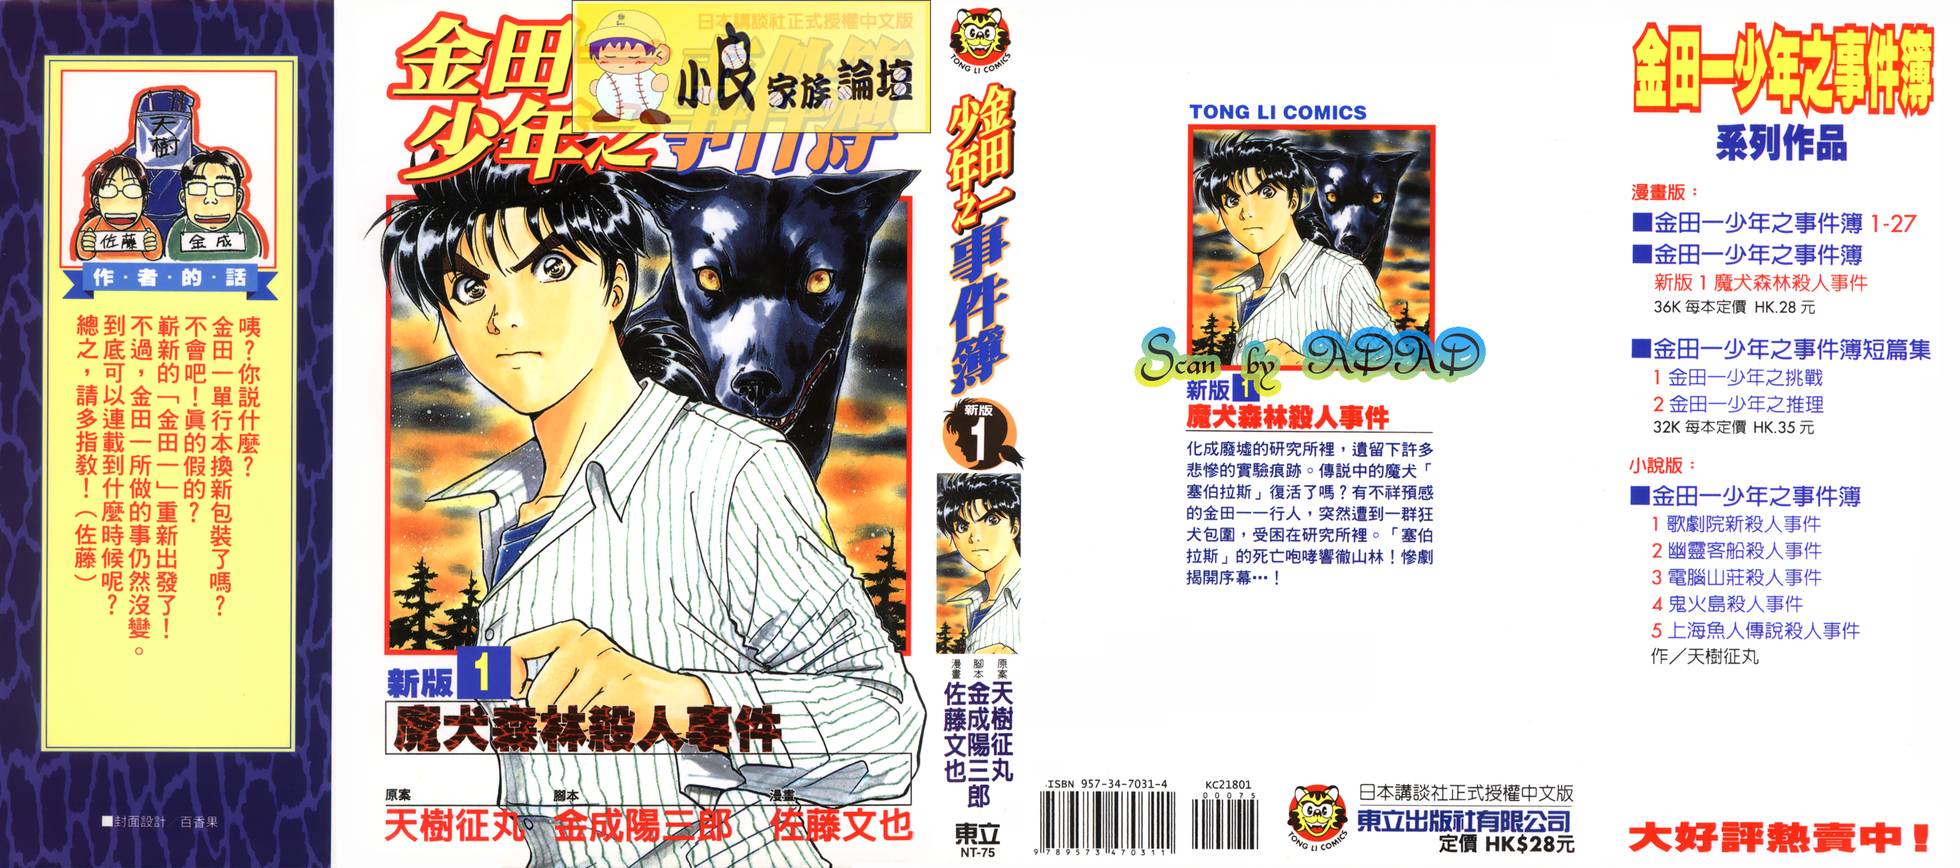 天樹
佐藤
金成
作・者・的・話
咦？你說什麼？
金田一單行本換新包裝了嗎？
不會吧！真的假的？
嶄新的「金田一」重新出發了！
不過，金田一所做的事仍然沒變。
到底可以連載到什麼時候呢？
總之，請多指教！（佐藤）
■封面設計／百香果
日本講談社正式授權中文版
金田
少年之事件簿
小良家族論壇
新版 1
魔犬森林殺人事件
原案
天樹征丸
腳本
金成陽三郎
漫畫
佐藤文也
TONG LI COMICS
金田一少年之事件簿
新版
1
原案 天樹征丸
腳本 金成陽三郎
漫畫 佐藤文也
東立
NT-75
TONG LI COMICS
Scan by ADAD
新版 1
魔犬森林殺人事件
化成廢墟的研究所裡，遺留下許多
悲慘的實驗痕跡。傳説中的魔犬「
塞伯拉斯」復活了嗎？有不祥預感
的金田一一行人，突然遭到一群狂
犬包圍，受困在研究所裡。「塞伯
拉斯」的死亡咆哮響徹山林！慘劇
揭開序幕…！
ISBN 957-34-7031-4
9 789573 470311
KC21801
00075
TONG LI COMICS
日本講談社正式授權中文版
東立出版社有限公司
定價 HK$28元
金田一少年之事件簿
系列作品
漫畫版：
■金田一少年之事件簿 1-27
■金田一少年之事件簿
新版 1 魔犬森林殺人事件
36K 每本定價 HK.28 元
■金田一少年之事件簿短篇集
1 金田一少年之挑戰
2 金田一少年之推理
32K 每本定價 HK.35 元
小說版：
■金田一少年之事件簿
1 歌劇院新殺人事件
2 幽靈客船殺人事件
3 電腦山莊殺人事件
4 鬼火島殺人事件
5 上海魚人傳說殺人事件
作／天樹征丸
大好評熱賣中！